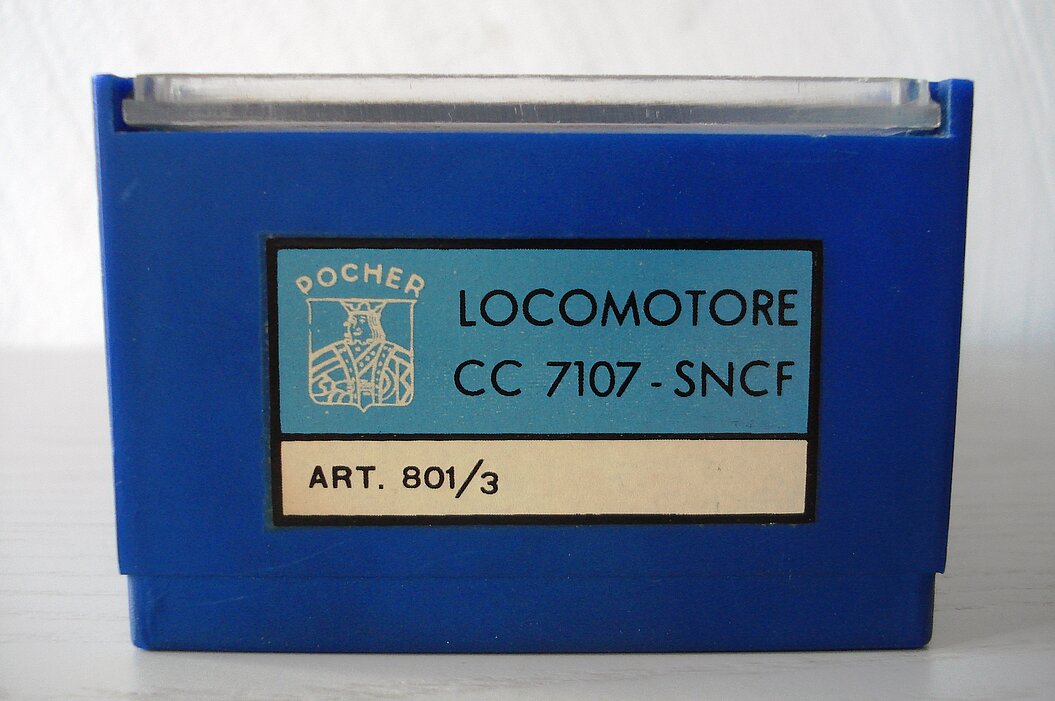 POCHER
LOCOMOTORE
CC 7107 - SNCF
ART. 801/3